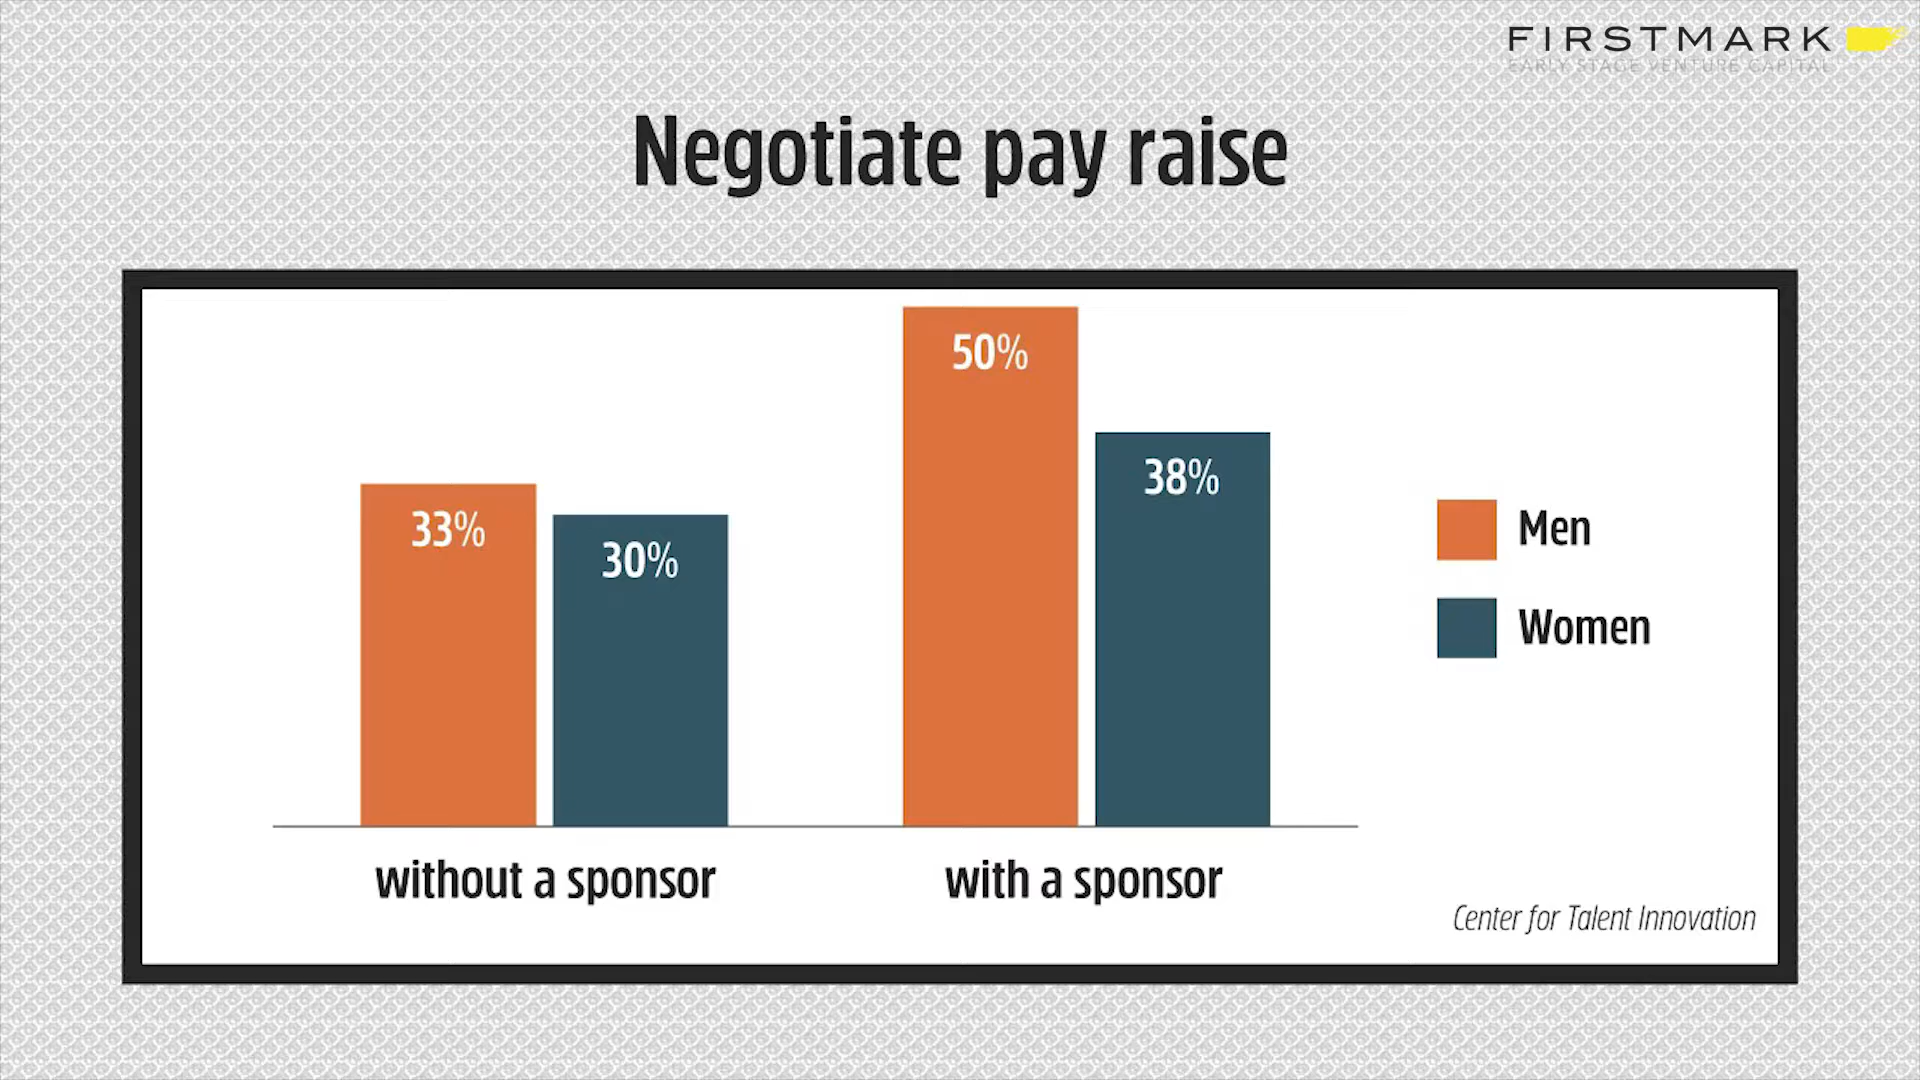 FIRSTMARK
EARLY STAGE VENTURE CAPITAL
Negotiate pay raise
50%
38%
33%
30%
Men
Women
without a sponsor
with a sponsor
Center for Talent Innovation